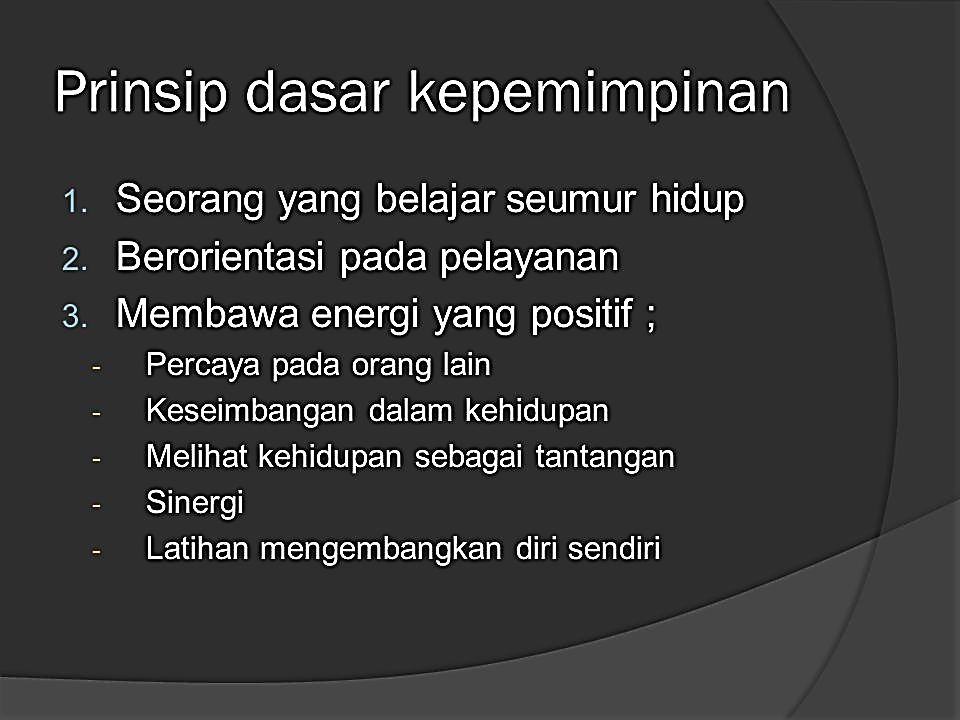 Prinsip dasar kepemimpinan
1. Seorang yang belajar seumur hidup
2. Berorientasi pada pelayanan
3. Membawa energi yang positif ;
- Percaya pada orang lain
- Keseimbangan dalam kehidupan
- Melihat kehidupan sebagai tantangan
- Sinergi
- Latihan mengembangkan diri sendiri